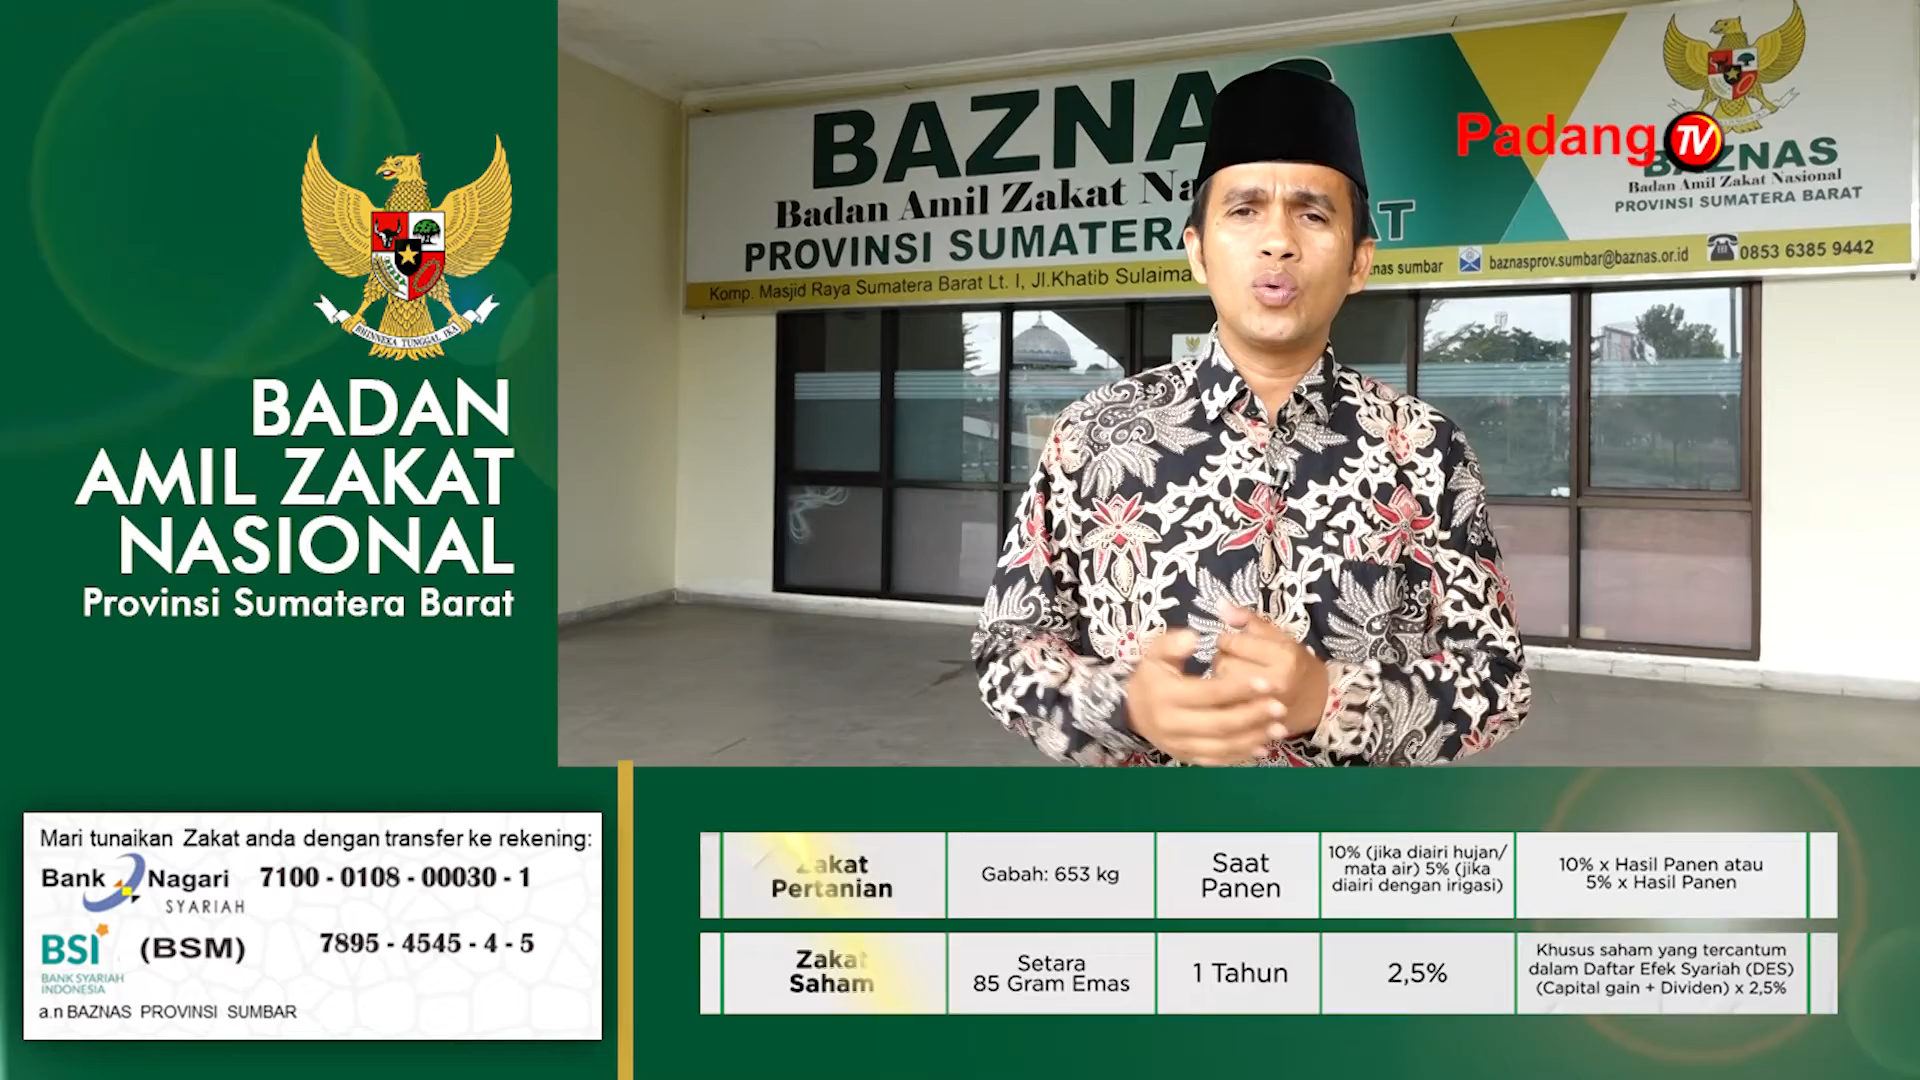 BHINNEKA TUNGGAL IKA
BADAN
AMIL ZAKAT
NASIONAL
Provinsi Sumatera Barat
BAZNAS
Badan Amil Zakat Na
PROVINSI SUMATERA
AT
Komp. Masjid Raya Sumatera Barat Lt. I, Jl.Khatib Sulaima
nas sumbar
baznasprov.sumbar@baznas.or.id
0853 6385 9442
Padang TV
BAZNAS
Badan Amil Zakat Nasional
PROVINSI SUMATERA BARAT
Mari tunaikan Zakat anda dengan transfer ke rekening:
Bank Nagari 7100 - 0108 - 00030 - 1
SYARIAH
BSI (BSM) 7895 - 4545 - 4 - 5
BANK SYARIAH
INDONESIA
a.n BAZNAS PROVINSI SUMBAR
Zakat
Pertanian
Gabah: 653 kg
Saat
Panen
10% (jika diairi hujan/
mata air) 5% (jika
diairi dengan irigasi)
10% x Hasil Panen atau
5% x Hasil Panen
Zakat
Saham
Setara
85 Gram Emas
1 Tahun
2,5%
Khusus saham yang tercantum
dalam Daftar Efek Syariah (DES)
(Capital gain + Dividen) x 2,5%